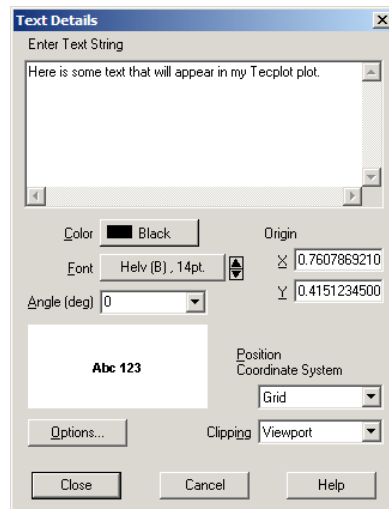 Text Details
Enter Text String
Here is some text that will appear in my Tecplot plot.
Color Black
Origin
X 0.7607869210
Font Helv (B) , 14pt.
Y 0.4151234500
Angle (deg) 0
Abc 123
Position
Coordinate System
Grid
Options...
Clipping Viewport
Close Cancel Help